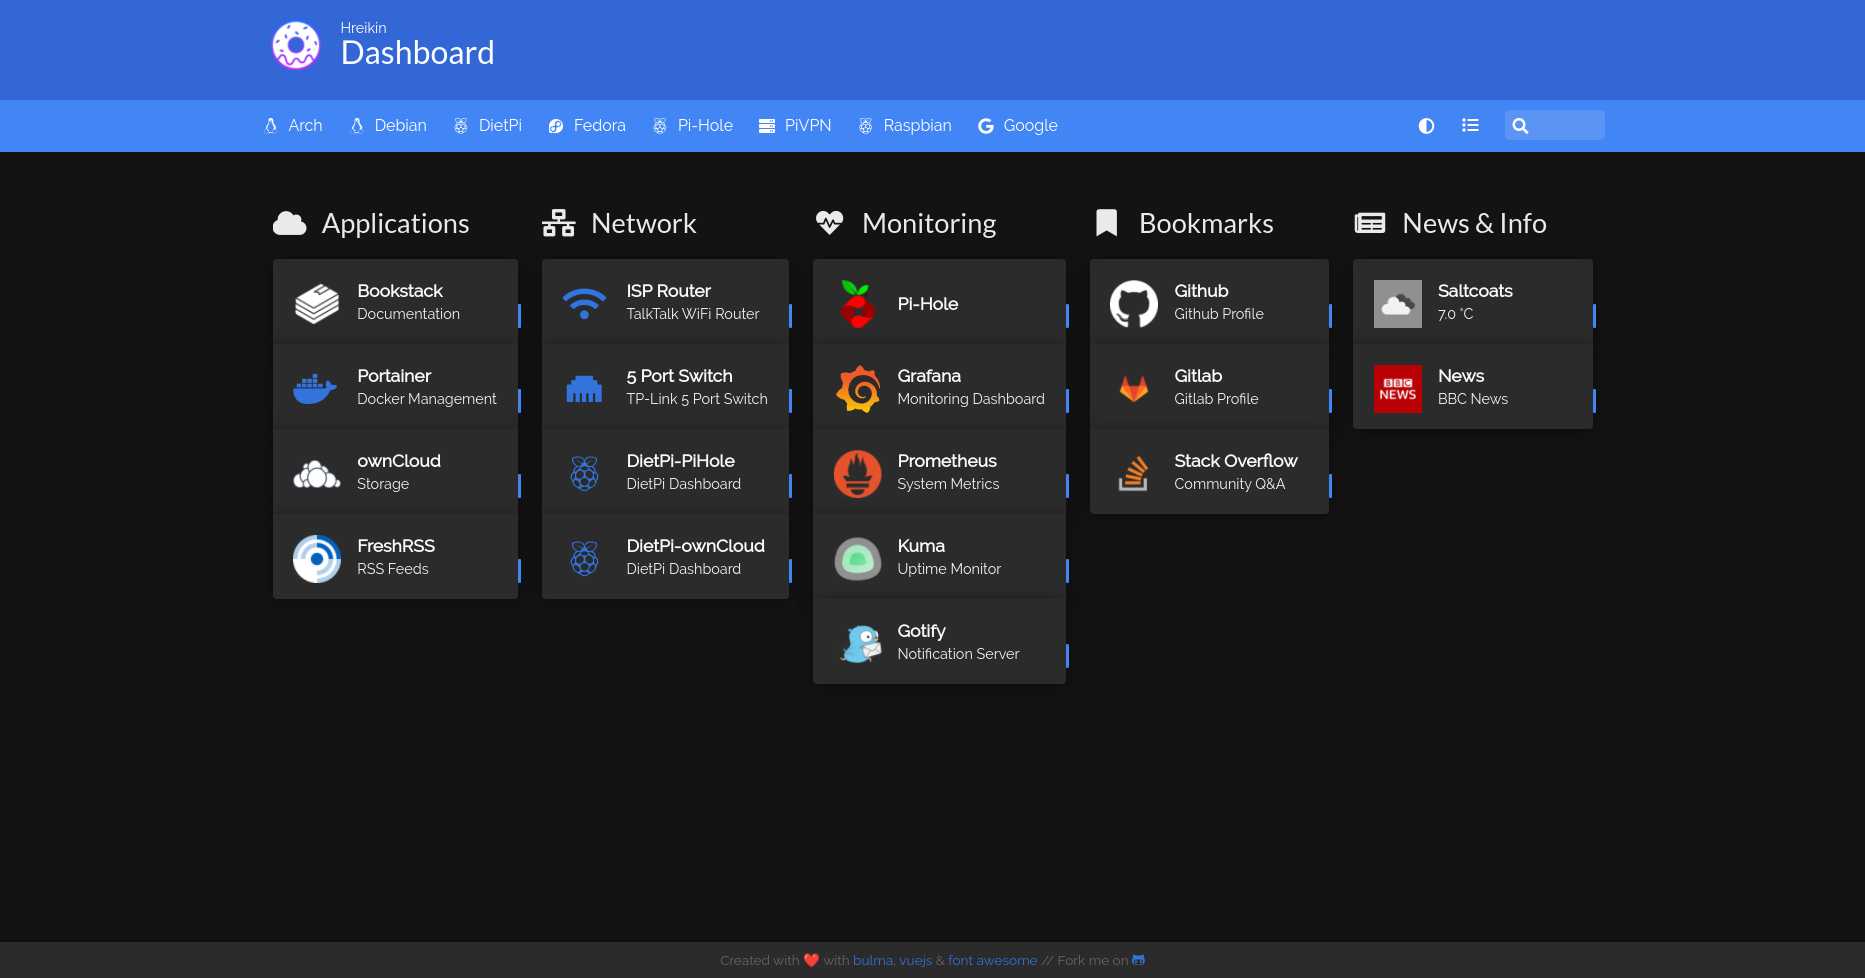 Hreikin
Dashboard
Arch Debian DietPi Fedora Pi-Hole PiVPN Raspbian Google
Applications
Bookstack
Documentation
Portainer
Docker Management
ownCloud
Storage
FreshRSS
RSS Feeds
Network
ISP Router
TalkTalk WiFi Router
5 Port Switch
TP-Link 5 Port Switch
DietPi-PiHole
DietPi Dashboard
DietPi-ownCloud
DietPi Dashboard
Monitoring
Pi-Hole
Grafana
Monitoring Dashboard
Prometheus
System Metrics
Kuma
Uptime Monitor
Gotify
Notification Server
Bookmarks
Github
Github Profile
Gitlab
Gitlab Profile
Stack Overflow
Community Q&A
News & Info
Saltcoats
7.0 °C
BBC
NEWS
News
BBC News
Created with ❤️ with bulma, vuejs & font awesome // Fork me on